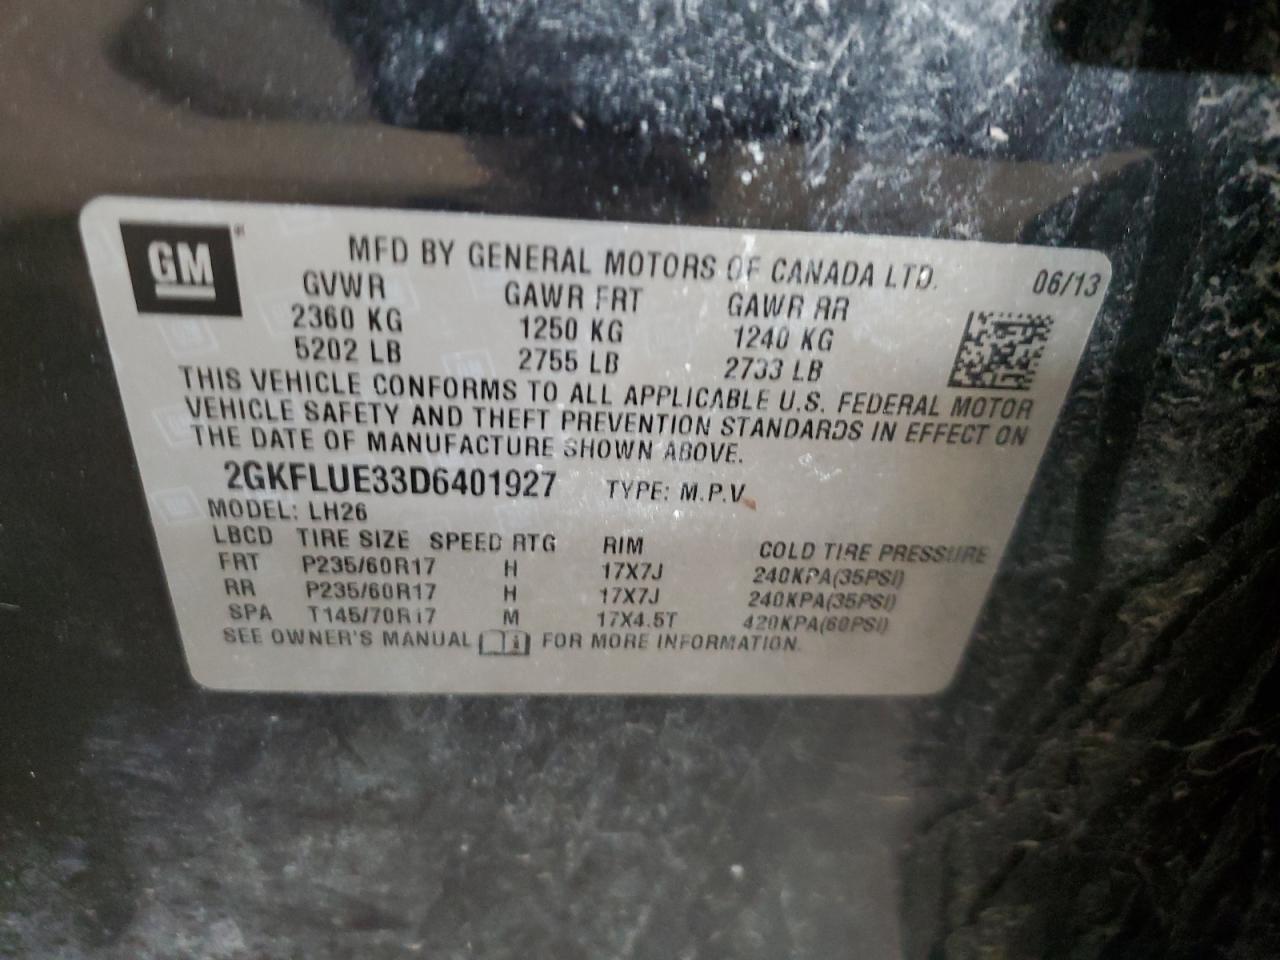 GM
MFD BY GENERAL MOTORS OF CANADA LTD.
06/13
GVWR GAWR FRT GAWR RR
2360 KG 1250 KG 1240 KG
5202 LB 2755 LB 2733 LB
THIS VEHICLE CONFORMS TO ALL APPLICABLE U.S. FEDERAL MOTOR
VEHICLE SAFETY AND THEFT PREVENTION STANDARDS IN EFFECT ON
THE DATE OF MANUFACTURE SHOWN ABOVE.
2GKFLUE33D6401927 TYPE: M.P.V
MODEL: LH26
LBCD TIRE SIZE SPEED RTG RIM COLD TIRE PRESSURE
FRT P235/60R17 H 17X7J 240KPA(35PSI)
RR P235/60R17 H 17X7J 240KPA(35PSI)
SPA T145/70R17 M 17X4.5T 420KPA(60PSI)
SEE OWNER'S MANUAL FOR MORE INFORMATION.